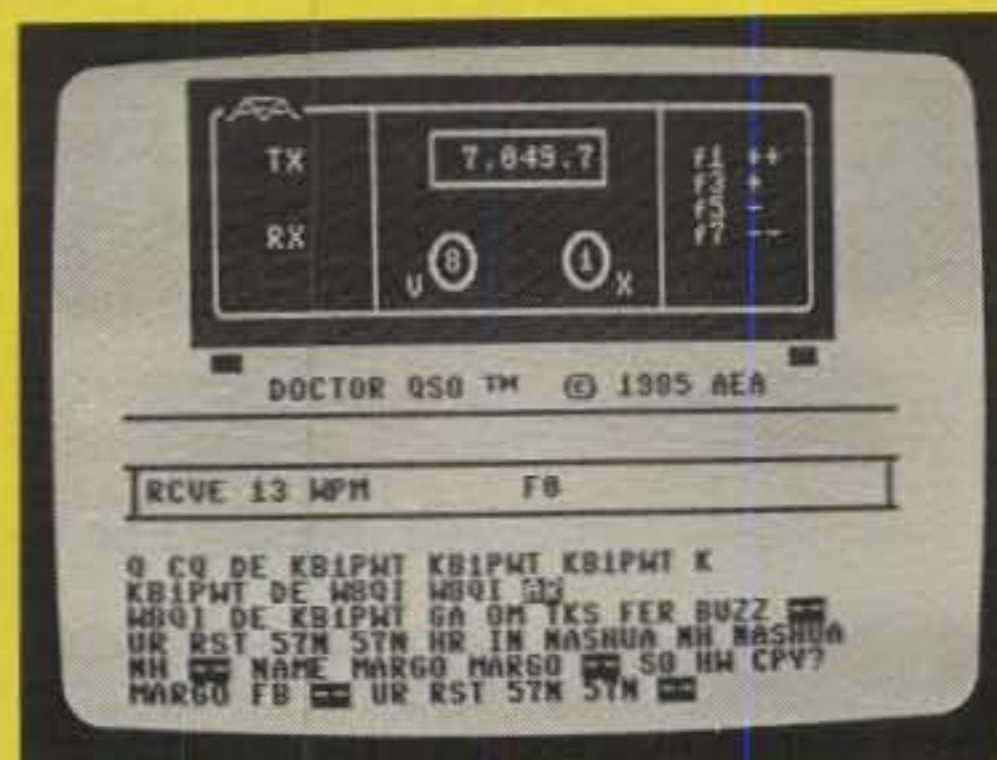 TX
7.049.7
f1 ++
f3 +
f5 -
f7 --
RX
V 8
1 X
DOCTOR QSO ™ © 1985 AEA
RCVE 13 WPM F8
Q CQ DE KB1PWT KB1PWT KB1PWT K
KB1PWT DE W8QI W8QI
W8QI DE KB1PWT GA OM TKS FER BUZZ
UR RST 57N 57N HR IN NASHUA NH NASHUA
NH NAME MARGO MARGO SO HW CPY?
MARGO FB UR RST 57N 57N